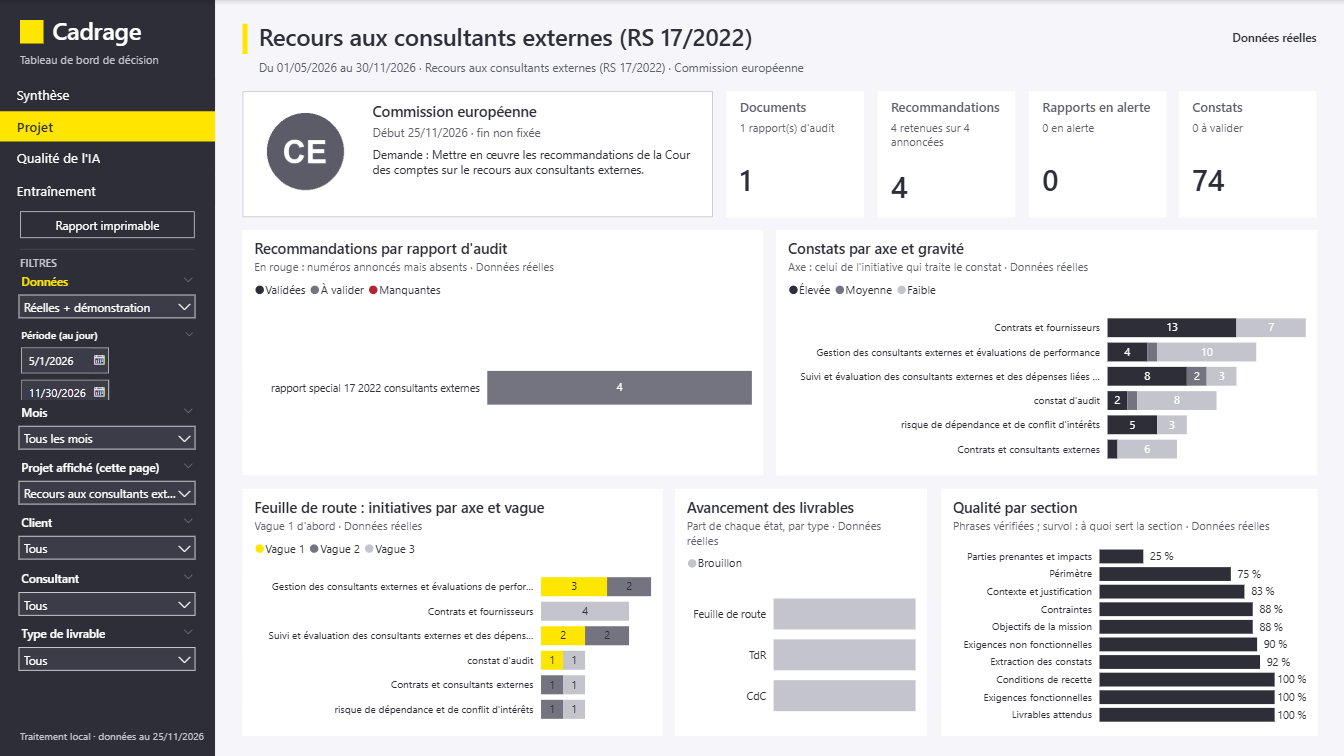 Cadrage
Tableau de bord de décision
Synthèse
Projet
Qualité de l'IA
Entraînement
Rapport imprimable
FILTRES
Données
Réelles + démonstration
Période (au jour)
5/1/2026
11/30/2026
Mois
Tous les mois
Projet affiché (cette page)
Recours aux consultants ext...
Client
Tous
Consultant
Tous
Type de livrable
Tous
Traitement local · données au 25/11/2026
Recours aux consultants externes (RS 17/2022)
Données réelles
Du 01/05/2026 au 30/11/2026 · Recours aux consultants externes (RS 17/2022) · Commission européenne
CE
Commission européenne
Début 25/11/2026 · fin non fixée
Demande : Mettre en œuvre les recommandations de la Cour
des comptes sur le recours aux consultants externes.
Documents
1 rapport(s) d'audit
1
Recommandations
4 retenues sur 4
annoncées
4
Rapports en alerte
0 en alerte
0
Constats
0 à valider
74
Recommandations par rapport d'audit
En rouge : numéros annoncés mais absents · Données réelles
Validées À valider Manquantes
rapport special 17 2022 consultants externes 4
Constats par axe et gravité
Axe : celui de l'initiative qui traite le constat · Données réelles
Élevée Moyenne Faible
Contrats et fournisseurs 13 7
Gestion des consultants externes et évaluations de performance 4 10
Suivi et évaluation des consultants externes et des dépenses liées ... 8 2 3
constat d'audit 2 8
risque de dépendance et de conflit d'intérêts 5 3
Contrats et consultants externes 6
Feuille de route : initiatives par axe et vague
Vague 1 d'abord · Données réelles
Vague 1 Vague 2 Vague 3
Gestion des consultants externes et évaluations de perfor... 3 2
Contrats et fournisseurs 4
Suivi et évaluation des consultants externes et des dépens... 2 2
constat d'audit 1 1
Contrats et consultants externes 1 1
risque de dépendance et de conflit d'intérêts 1 1
Avancement des livrables
Part de chaque état, par type · Données
réelles
Brouillon
Feuille de route
TdR
CdC
Qualité par section
Phrases vérifiées ; survol : à quoi sert la section · Données réelles
Parties prenantes et impacts 25 %
Périmètre 75 %
Contexte et justification 83 %
Contraintes 88 %
Objectifs de la mission 88 %
Exigences non fonctionnelles 90 %
Extraction des constats 92 %
Conditions de recette 100 %
Exigences fonctionnelles 100 %
Livrables attendus 100 %